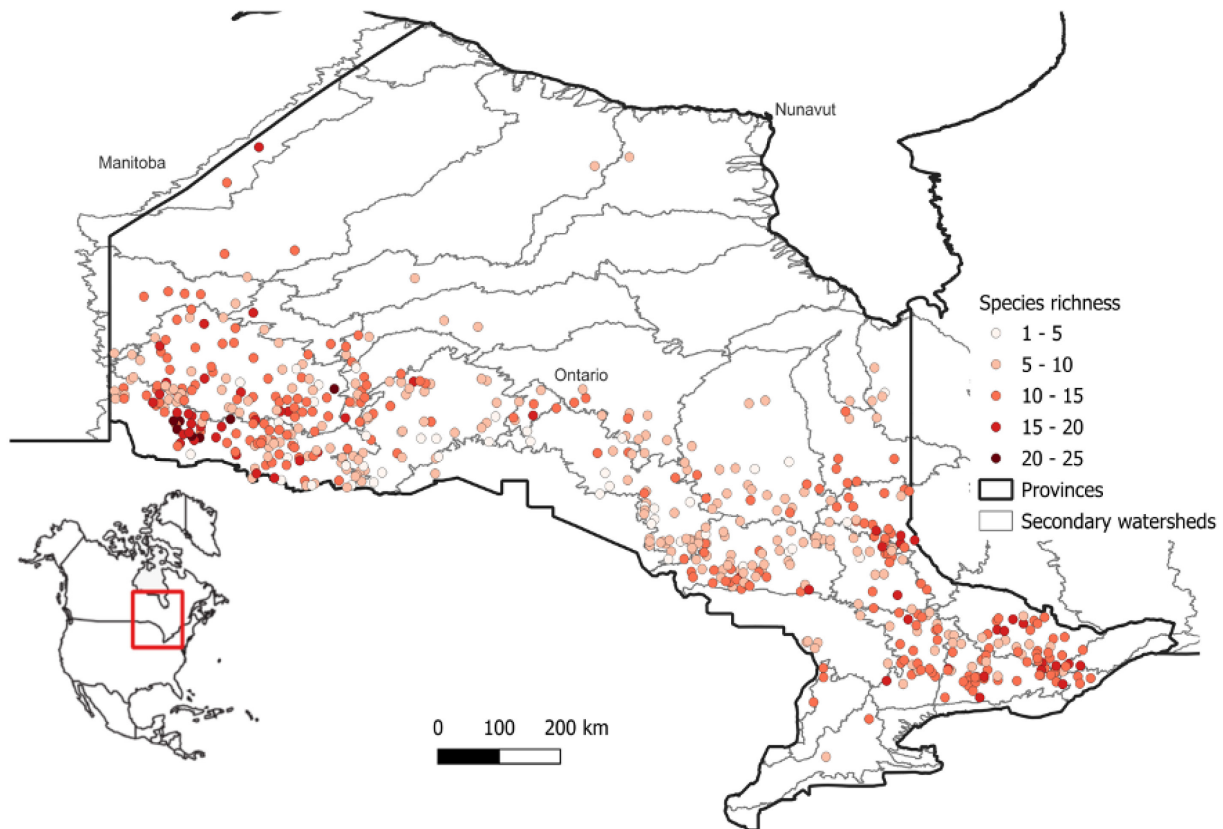 Nunavut
Manitoba
Species richness
1 - 5
5 - 10
10 - 15
15 - 20
20 - 25
Provinces
Secondary watersheds
Ontario
0 100 200 km